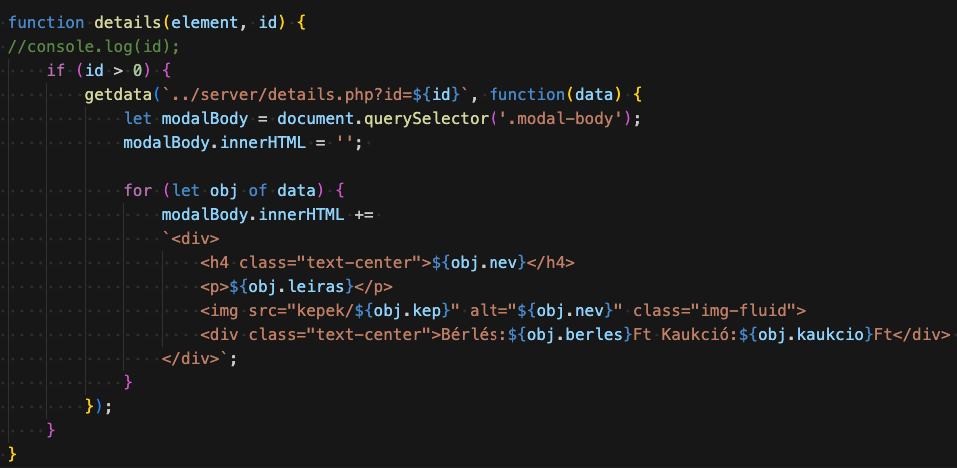 function details(element, id) {
//console.log(id);
    if (id > 0) {
        getdata(`../server/details.php?id=${id}`, function(data) {
            let modalBody = document.querySelector('.modal-body');
            modalBody.innerHTML = '';
            for (let obj of data) {
                modalBody.innerHTML +=
                `<div>
                    <h4 class="text-center">${obj.nev}</h4>
                    <p>${obj.leiras}</p>
                    <img src="kepek/${obj.kep}" alt="${obj.nev}" class="img-fluid">
                    <div class="text-center">Bérlés:${obj.berles}Ft Kaukció:${obj.kaukcio}Ft</div>
                </div>`;
            }
        });
    }
}